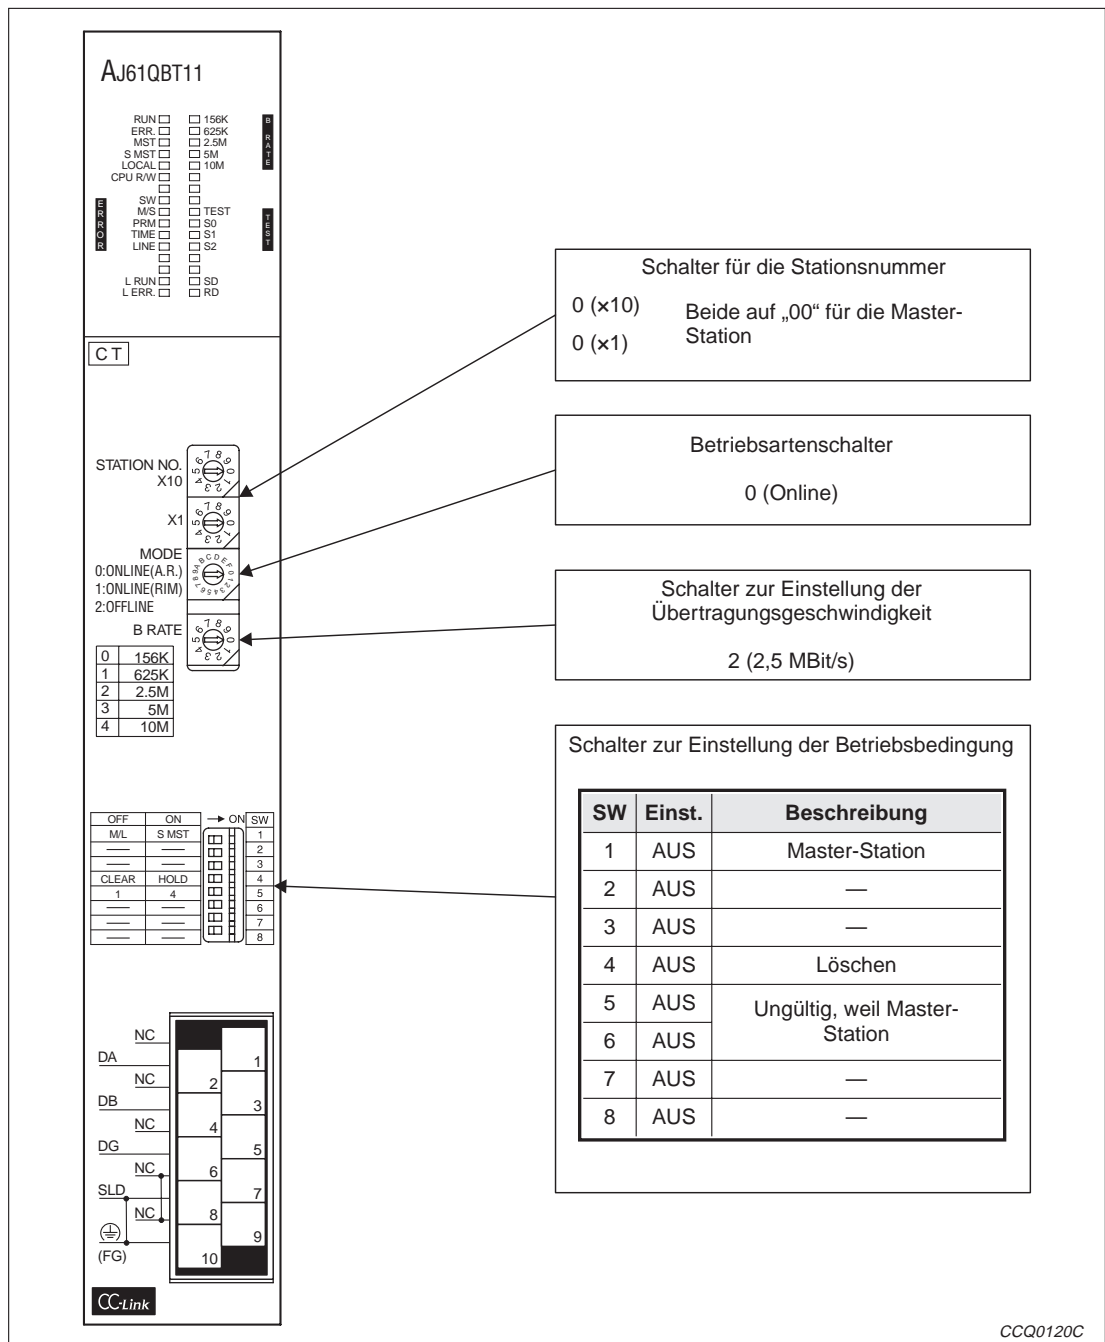 AJ61QBT11
RUN 156K
ERR. 625K
MST 2.5M
S MST 5M
LOCAL 10M
CPU R/W
B RATE
SW
M/S TEST
PRM S0
TIME S1
LINE S2
ERROR
TEST
L RUN SD
L ERR. RD
CT
STATION NO.
X10
X1
MODE
0:ONLINE(A.R.)
1:ONLINE(RIM)
2:OFFLINE
B RATE
0 156K
1 625K
2 2.5M
3 5M
4 10M
OFF ON → ON SW
M/L S MST 1
— — 2
— — 3
CLEAR HOLD 4
1 4 5
— — 6
— — 7
— — 8
NC
DA 1
NC 2
DB 3
NC 4
DG 5
NC 6
SLD 7
NC 8
9
(FG) 10
CC-Link
Schalter für die Stationsnummer
0 (×10) Beide auf „00“ für die Master-
0 (×1) Station
Betriebsartenschalter
0 (Online)
Schalter zur Einstellung der
Übertragungsgeschwindigkeit
2 (2,5 MBit/s)
Schalter zur Einstellung der Betriebsbedingung
SW Einst. Beschreibung
1 AUS Master-Station
2 AUS —
3 AUS —
4 AUS Löschen
5 AUS Ungültig, weil Master-
6 AUS Station
7 AUS —
8 AUS —
CCQ0120C